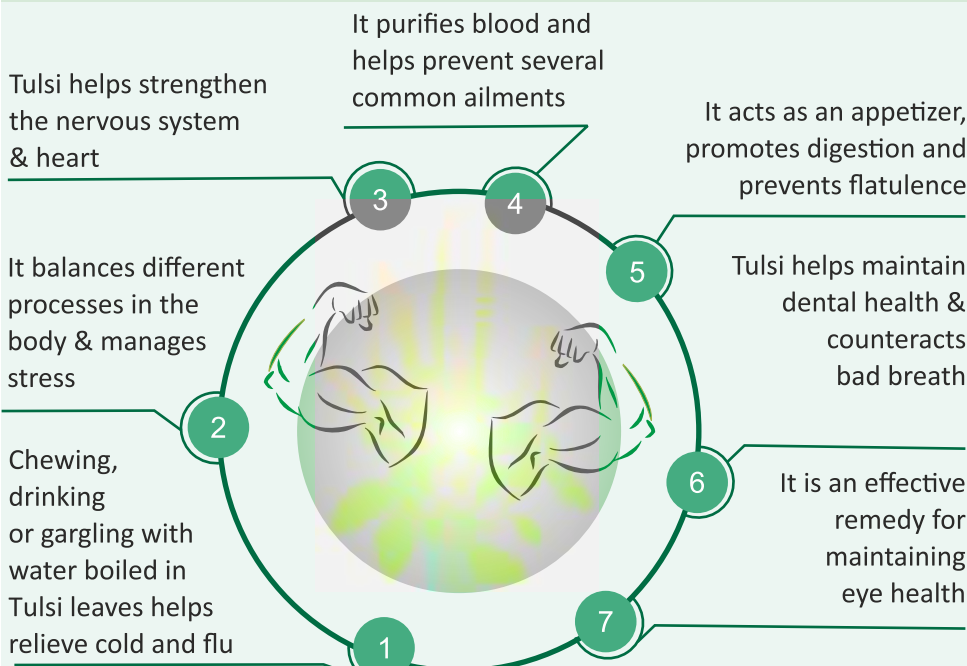 It purifies blood and
helps prevent several
common ailments
Tulsi helps strengthen
the nervous system
& heart
It acts as an appetizer,
promotes digestion and
prevents flatulence
3
4
5
It balances different
processes in the
body & manages
stress
Tulsi helps maintain
dental health &
counteracts
bad breath
2
6
Chewing,
drinking
or gargling with
water boiled in
Tulsi leaves helps
relieve cold and flu
It is an effective
remedy for
maintaining
eye health
7
1